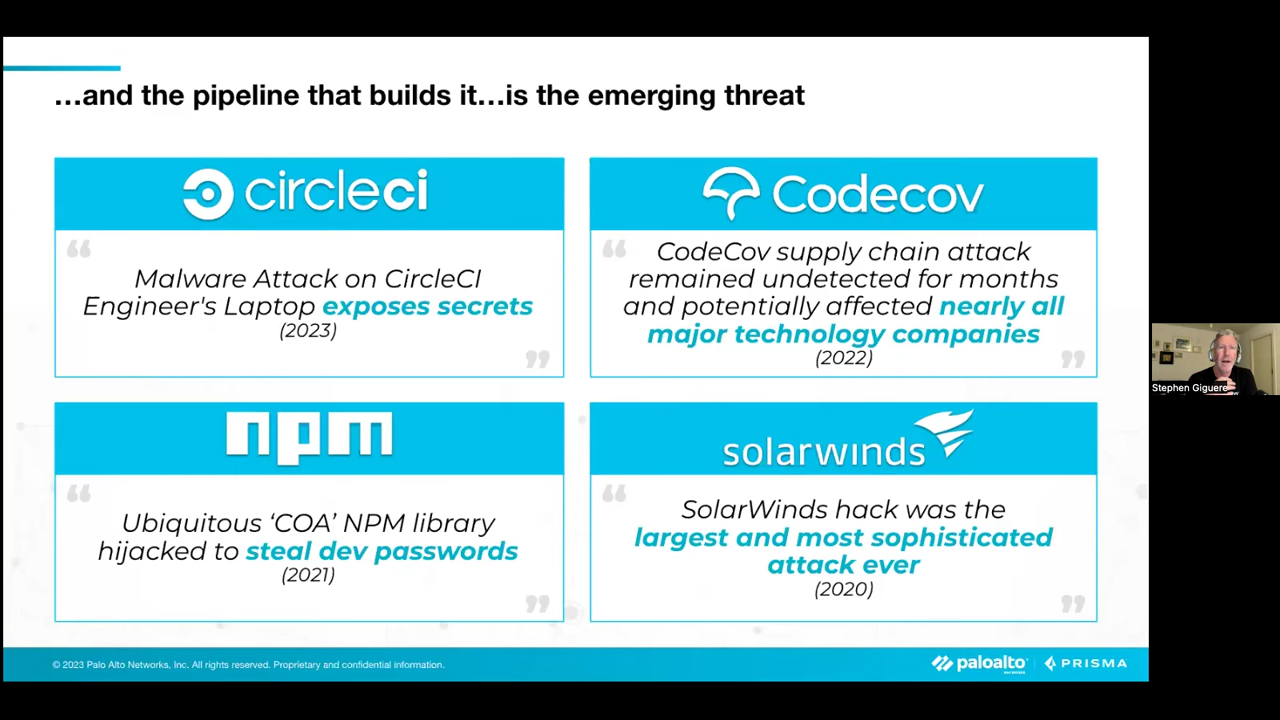 ...and the pipeline that builds it...is the emerging threat
circleci
“
Malware Attack on CircleCI
Engineer's Laptop exposes secrets
(2023)
”
Codecov
“
CodeCov supply chain attack
remained undetected for months
and potentially affected nearly all
major technology companies
(2022)
”
npm
“
Ubiquitous ‘COA’ NPM library
hijacked to steal dev passwords
(2021)
”
solarwinds
“
SolarWinds hack was the
largest and most sophisticated
attack ever
(2020)
”
Stephen Giguere
© 2023 Palo Alto Networks, Inc. All rights reserved. Proprietary and confidential information.
paloalto
NETWORKS
PRISMA